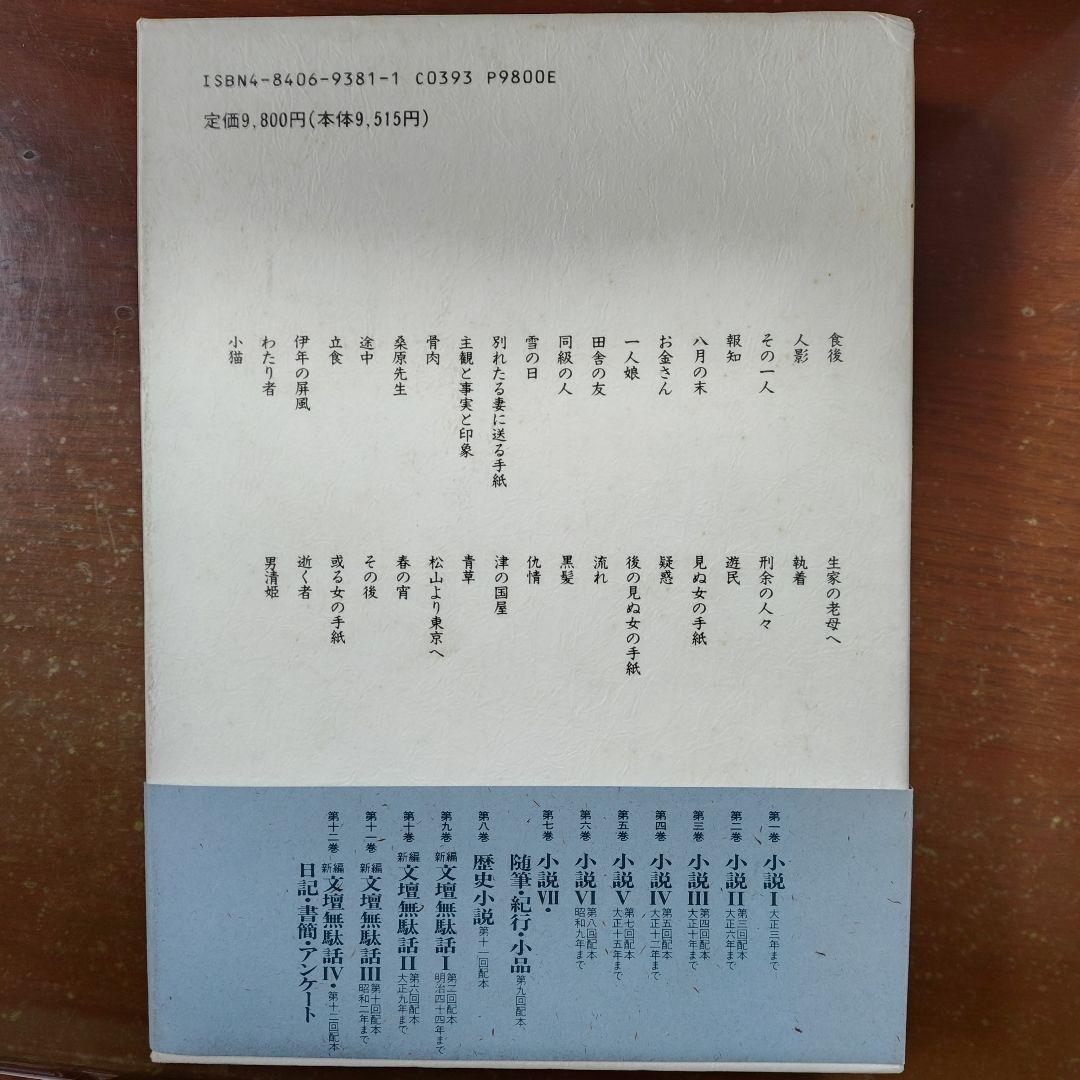 ISBN4-8406-9381-1 C0393 P9800E
定価9,800円(本体9,515円)
食後
人影
その一人
報知
八月の末
お金さん
一人娘
田舎の友
同級の人
雪の日
別れたる妻に送る手紙
主観と事実と印象
骨肉
桑原先生
途中
立食
伊年の屏風
わたり者
小猫
生家の老母へ
執着
刑余の人々
遊民
見ぬ女の手紙
疑惑
後の見ぬ女の手紙
流れ
黒髪
仇情
津の国屋
青草
松山より東京へ
春の宵
その後
或る女の手紙
逝く者
男清姫
第一巻 小説I 大正三年まで
第二巻 小説II 第三回配本 大正六年まで
第三巻 小説III 第四回配本 大正十年まで
第四巻 小説IV 第五回配本 大正十二年まで
第五巻 小説V 第七回配本 大正十五年まで
第六巻 小説VI 第八回配本 昭和九年まで
第七巻 小説VII・
随筆・紀行・小品 第九回配本
第八巻 歴史小説 第十一回配本
第九巻 新編 文壇無駄話I 第二回配本 明治四十四年まで
第十巻 新編 文壇無駄話II 第六回配本 大正九年まで
第十一巻 新編 文壇無駄話III 第十回配本 昭和二年まで
第十二巻 新編 文壇無駄話IV・ 第十二回配本
日記・書簡・アンケート